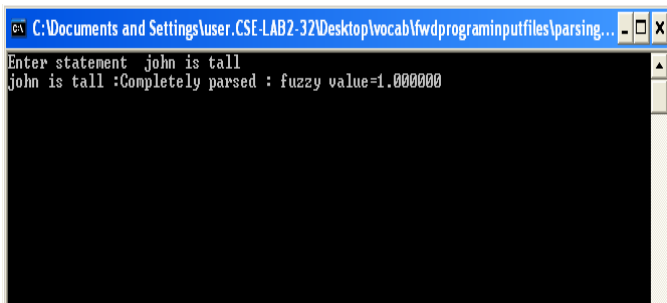 C:\Documents and Settings\user.CSE-LAB2-32\Desktop\vocab\fwdprograminputfiles\parsing...
Enter statement  john is tall
john is tall :Completely parsed : fuzzy value=1.000000